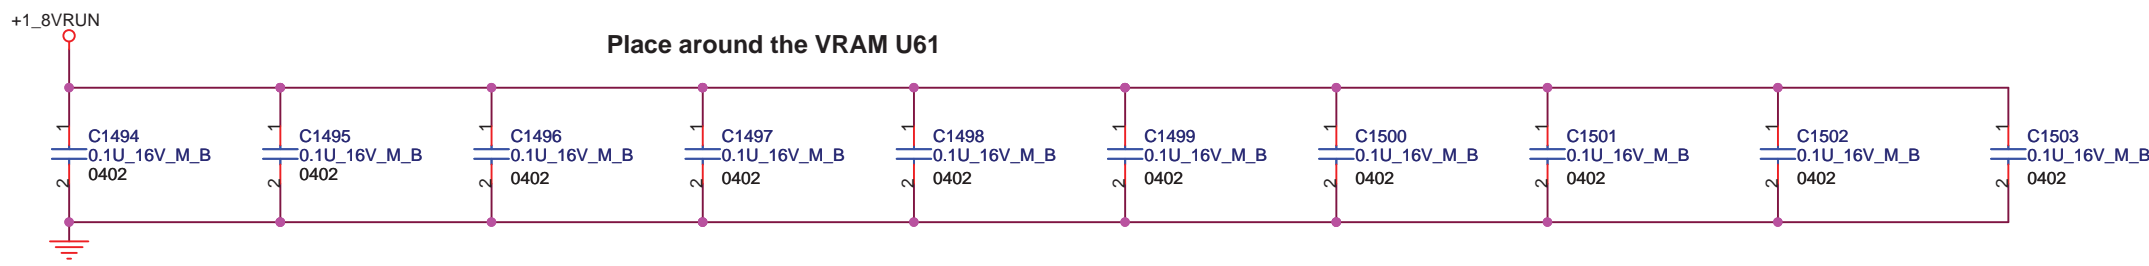 +1_8VRUN
Place around the VRAM U61
1
C1494
0.1U_16V_M_B
0402
2
1
C1495
0.1U_16V_M_B
0402
2
1
C1496
0.1U_16V_M_B
0402
2
1
C1497
0.1U_16V_M_B
0402
2
1
C1498
0.1U_16V_M_B
0402
2
1
C1499
0.1U_16V_M_B
0402
2
1
C1500
0.1U_16V_M_B
0402
2
1
C1501
0.1U_16V_M_B
0402
2
1
C1502
0.1U_16V_M_B
0402
2
1
C1503
0.1U_16V_M_B
0402
2